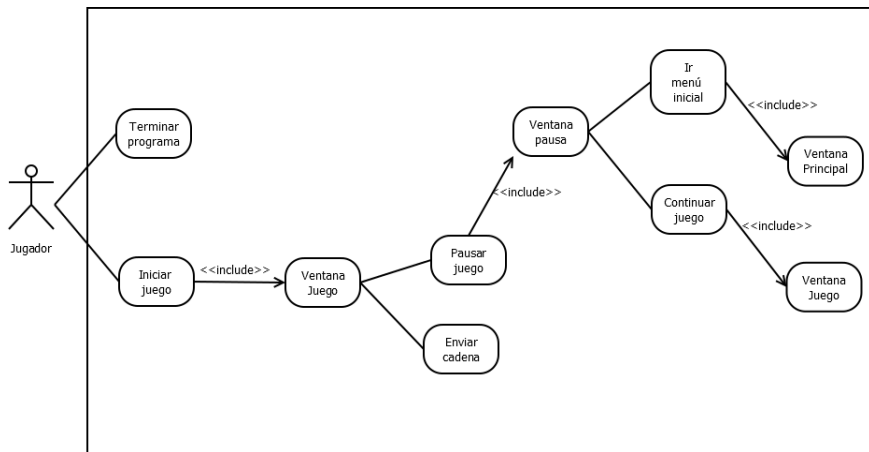 Jugador
Terminar
programa
Iniciar
juego
<<include>>
Ventana
Juego
Pausar
juego
Enviar
cadena
<<include>>
Ventana
pausa
Ir
menú
inicial
<<include>>
Ventana
Principal
Continuar
juego
<<include>>
Ventana
Juego